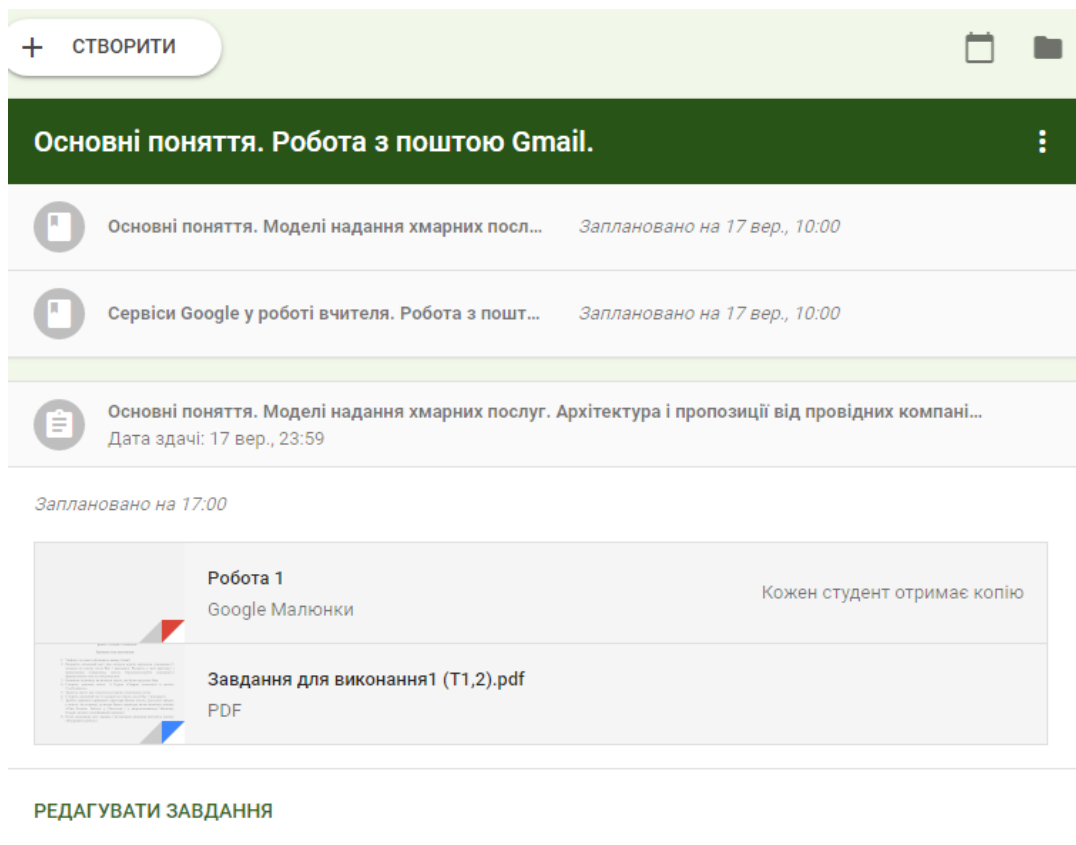 + СТВОРИТИ
Основні поняття. Робота з поштою Gmail.
Основні поняття. Моделі надання хмарних посл... Заплановано на 17 вер., 10:00
Сервіси Google у роботі вчителя. Робота з пошт... Заплановано на 17 вер., 10:00
Основні поняття. Моделі надання хмарних послуг. Архітектура і пропозиції від провідних компані...
Дата здачі: 17 вер., 23:59
Заплановано на 17:00
Робота 1
Google Малюнки
Кожен студент отримає копію
Завдання для виконання1 (Т1,2).pdf
PDF
РЕДАГУВАТИ ЗАВДАННЯ